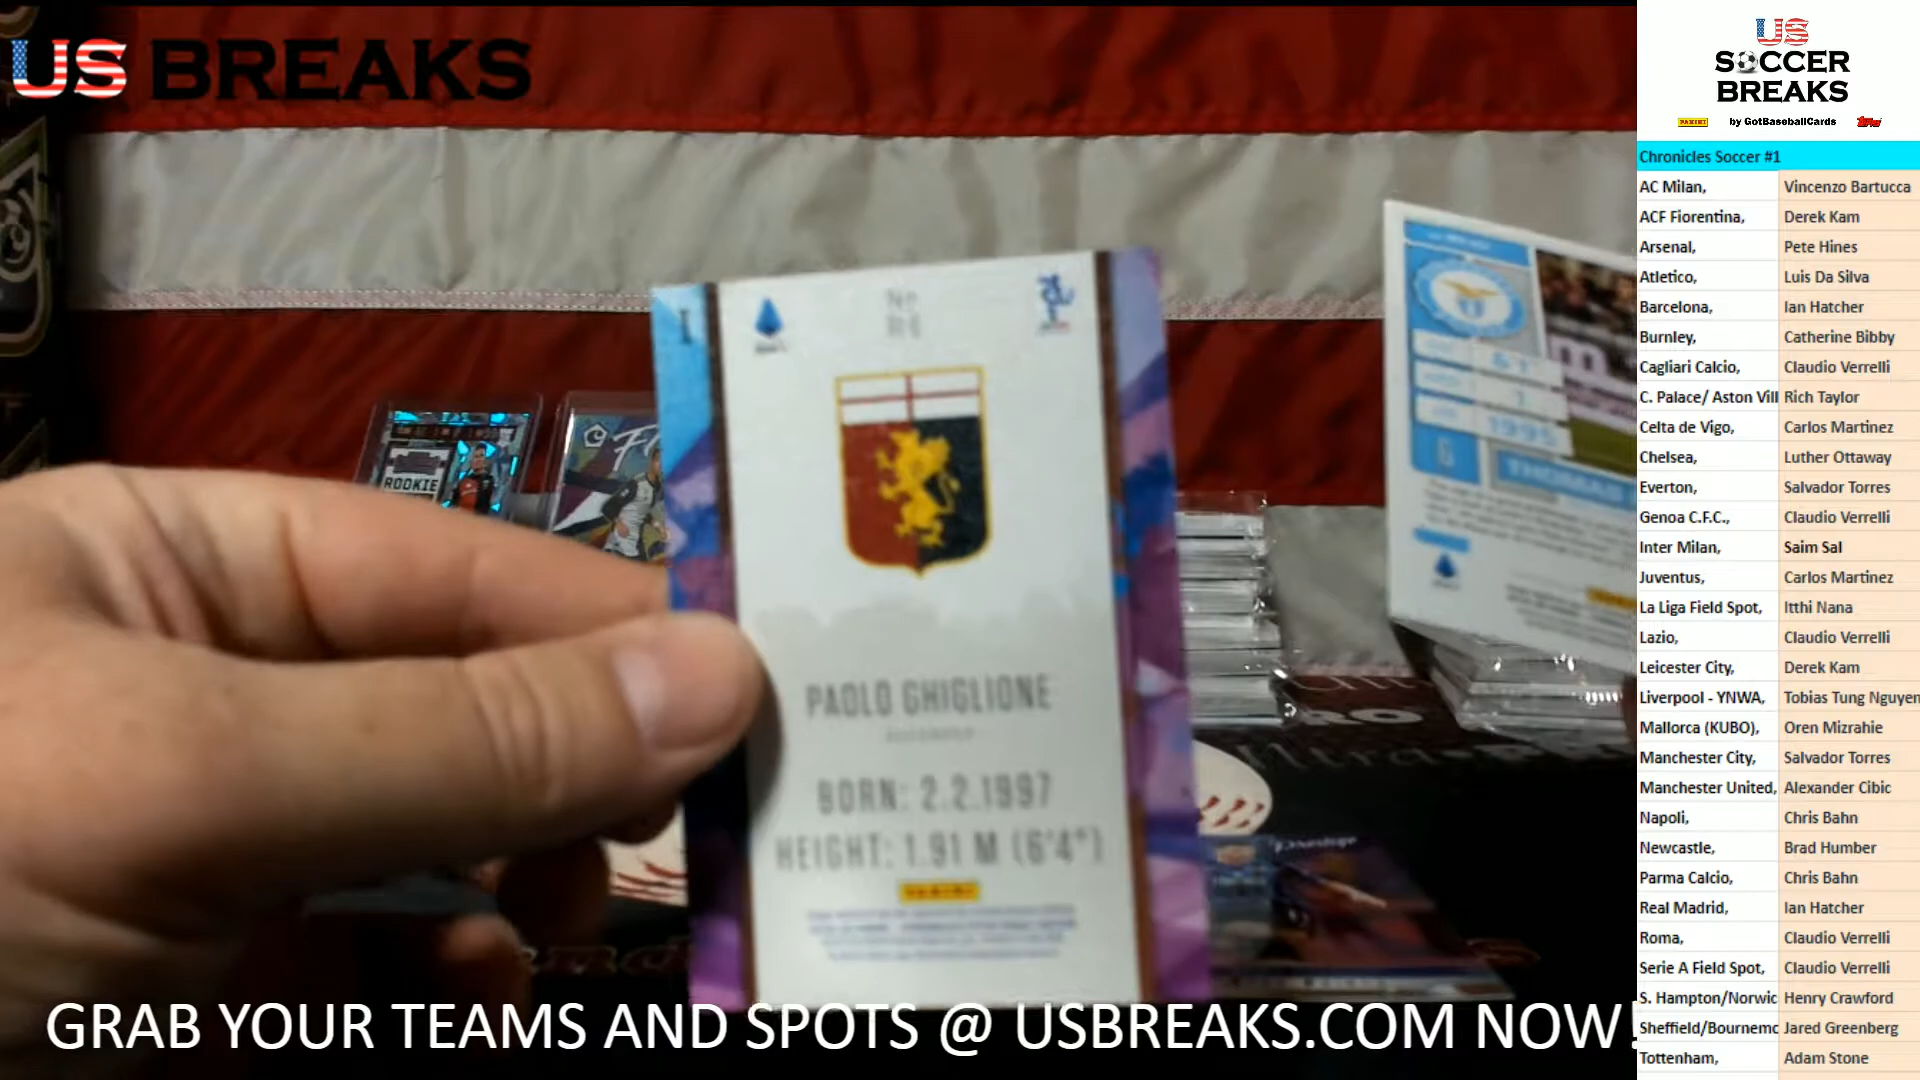 US BREAKS
US
SOCCER
BREAKS
PANINI by GotBaseballCards Topps
Chronicles Soccer #1
AC Milan, Vincenzo Bartucca
ACF Fiorentina, Derek Kam
Arsenal, Pete Hines
Atletico, Luis Da Silva
Barcelona, Ian Hatcher
Burnley, Catherine Bibby
Cagliari Calcio, Claudio Verrelli
C. Palace/ Aston Vill Rich Taylor
Celta de Vigo, Carlos Martinez
Chelsea, Luther Ottaway
Everton, Salvador Torres
Genoa C.F.C., Claudio Verrelli
Inter Milan, Saim Sal
Juventus, Carlos Martinez
La Liga Field Spot, Itthi Nana
Lazio, Claudio Verrelli
Leicester City, Derek Kam
Liverpool - YNWA, Tobias Tung Nguyen
Mallorca (KUBO), Oren Mizrahie
Manchester City, Salvador Torres
Manchester United, Alexander Cibic
Napoli, Chris Bahn
Newcastle, Brad Humber
Parma Calcio, Chris Bahn
Real Madrid, Ian Hatcher
Roma, Claudio Verrelli
Serie A Field Spot, Claudio Verrelli
S. Hampton/Norwic Henry Crawford
Sheffield/Bournemo Jared Greenberg
Tottenham, Adam Stone
PAOLO GHIGLIONE
BORN: 2.2.1997
HEIGHT: 1.91 M (6'4")
PANINI
ROOKIE
1995
6
THOMAS
Prestige
GRAB YOUR TEAMS AND SPOTS @ USBREAKS.COM NOW!